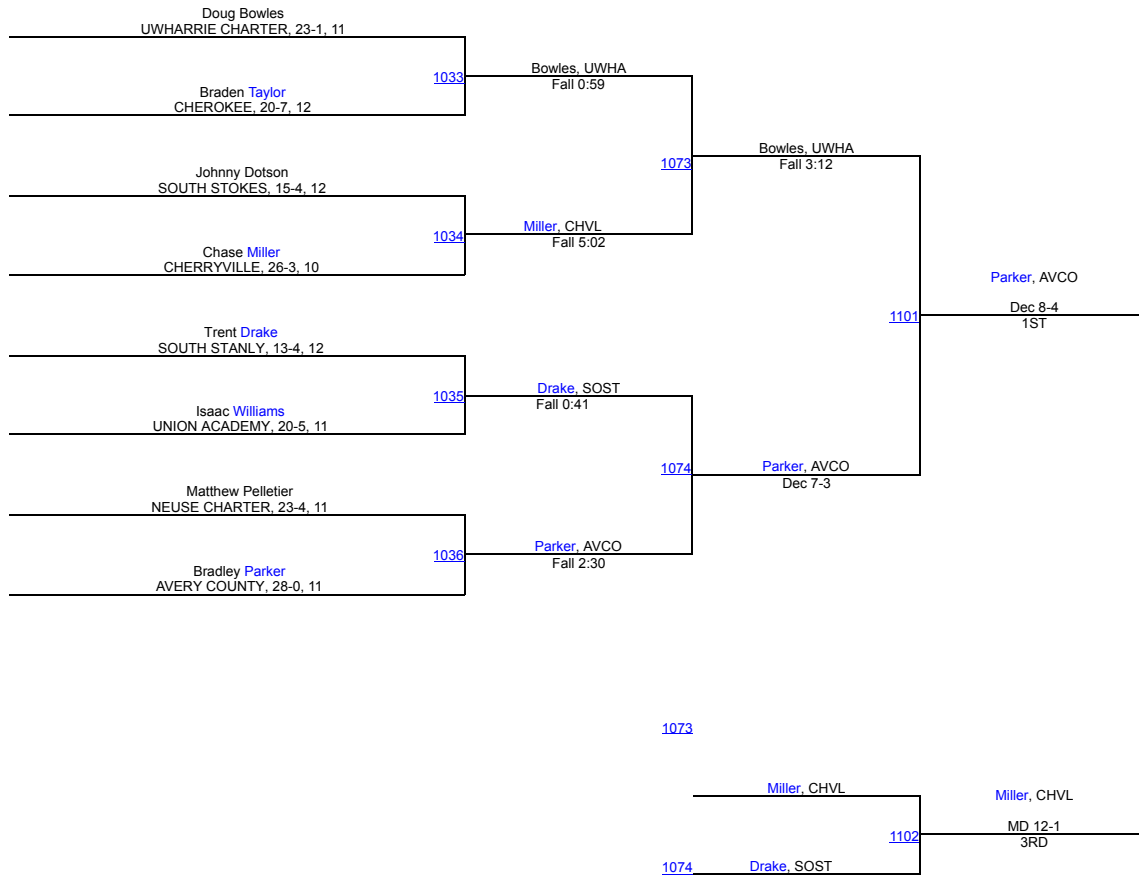 Doug Bowles
UWHARRIE CHARTER, 23-1, 11
1033
Braden Taylor
CHEROKEE, 20-7, 12
Bowles, UWHA
Fall 0:59
Johnny Dotson
SOUTH STOKES, 15-4, 12
1034
Chase Miller
CHERRYVILLE, 26-3, 10
Miller, CHVL
Fall 5:02
1073
Bowles, UWHA
Fall 3:12
Trent Drake
SOUTH STANLY, 13-4, 12
1035
Isaac Williams
UNION ACADEMY, 20-5, 11
Drake, SOST
Fall 0:41
Matthew Pelletier
NEUSE CHARTER, 23-4, 11
1036
Bradley Parker
AVERY COUNTY, 28-0, 11
Parker, AVCO
Fall 2:30
1074
Parker, AVCO
Dec 7-3
1101
Parker, AVCO
Dec 8-4
1ST
1073
Miller, CHVL
1074
Drake, SOST
1102
Miller, CHVL
MD 12-1
3RD